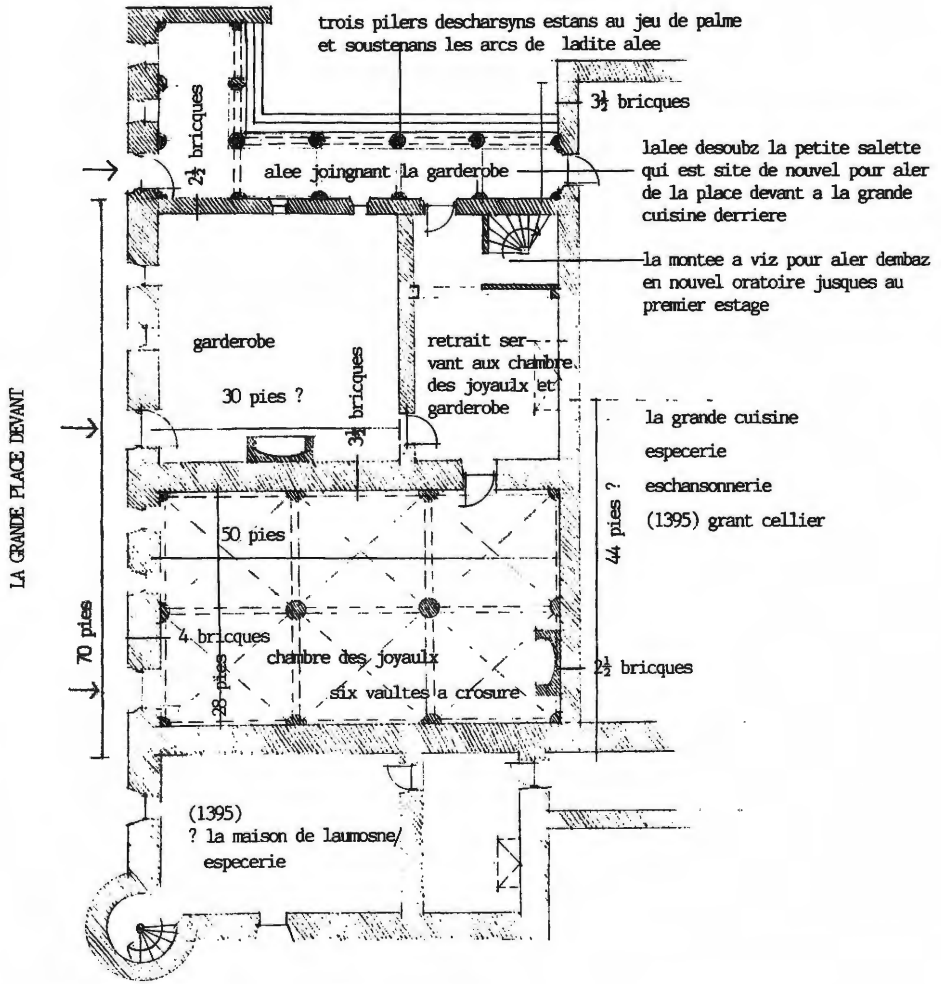 trois pilers descharsyns estans au jeu de palme
et soustenans les arcs de ladite alee
3½ bricques
2½ bricques
alee joingnant la garderobe
lalee desoubz la petite salette
qui est site de nouvel pour aler
de la place devant a la grande
cuisine derriere
la montee a viz pour aler dembaz
en nouvel oratoire jusques au
premier estage
garderobe
30 pies ?
3½ bricques
retrait ser-
vant aux chambre
des joyaulx et
garderobe
LA GRANDE PLACE DEVANT
70 pies
la grande cuisine
especerie
eschansonnerie
(1395) grant cellier
44 pies ?
50 pies
4 bricques
28 pies
chambre des joyaulx
six vaultes a crosure
2½ bricques
(1395)
? la maison de laumosne/
especerie